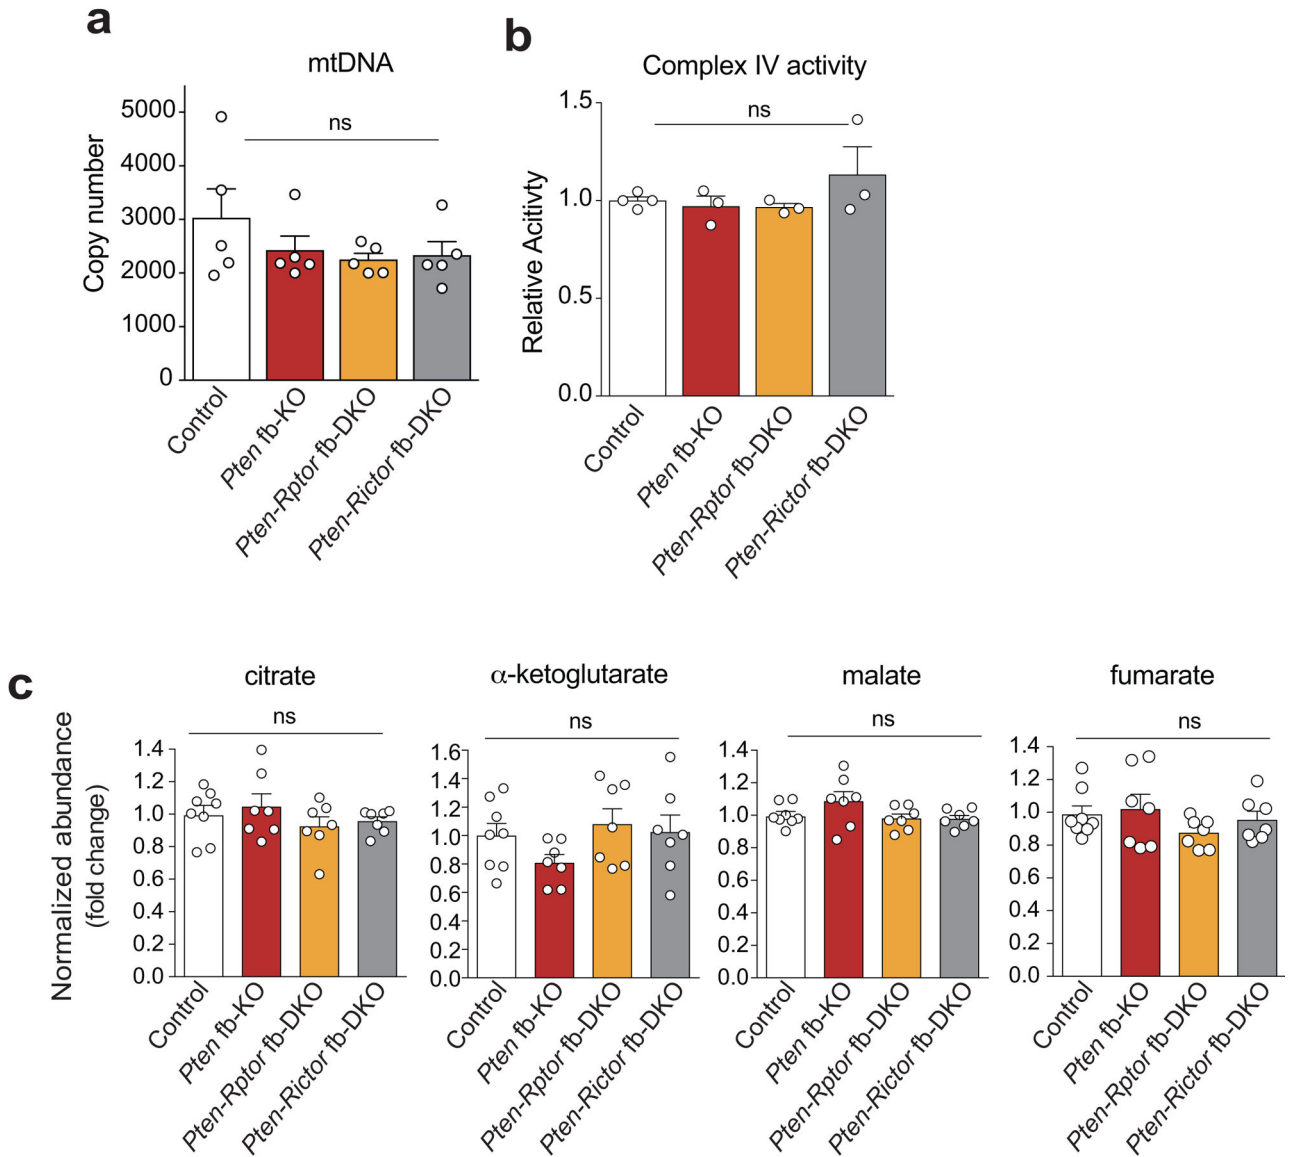 a
mtDNA
ns
Copy number
5000
4000
3000
2000
1000
0
Control
Pten fb-KO
Pten-Rptor fb-DKO
Pten-Rictor fb-DKO
b
Complex IV activity
ns
Relative Acitivty
1.5
1.0
0.5
0.0
Control
Pten fb-KO
Pten-Rptor fb-DKO
Pten-Rictor fb-DKO
c
Normalized abundance
(fold change)
citrate
ns
1.4
1.2
1.0
0.8
0.6
0.4
0.2
0.0
Control
Pten fb-KO
Pten-Rptor fb-DKO
Pten-Rictor fb-DKO
α-ketoglutarate
ns
1.6
1.4
1.2
1.0
0.8
0.6
0.4
0.2
0.0
Control
Pten fb-KO
Pten-Rptor fb-DKO
Pten-Rictor fb-DKO
malate
ns
1.4
1.2
1.0
0.8
0.6
0.4
0.2
0.0
Control
Pten fb-KO
Pten-Rptor fb-DKO
Pten-Rictor fb-DKO
fumarate
ns
1.4
1.2
1.0
0.8
0.6
0.4
0.2
0.0
Control
Pten fb-KO
Pten-Rptor fb-DKO
Pten-Rictor fb-DKO